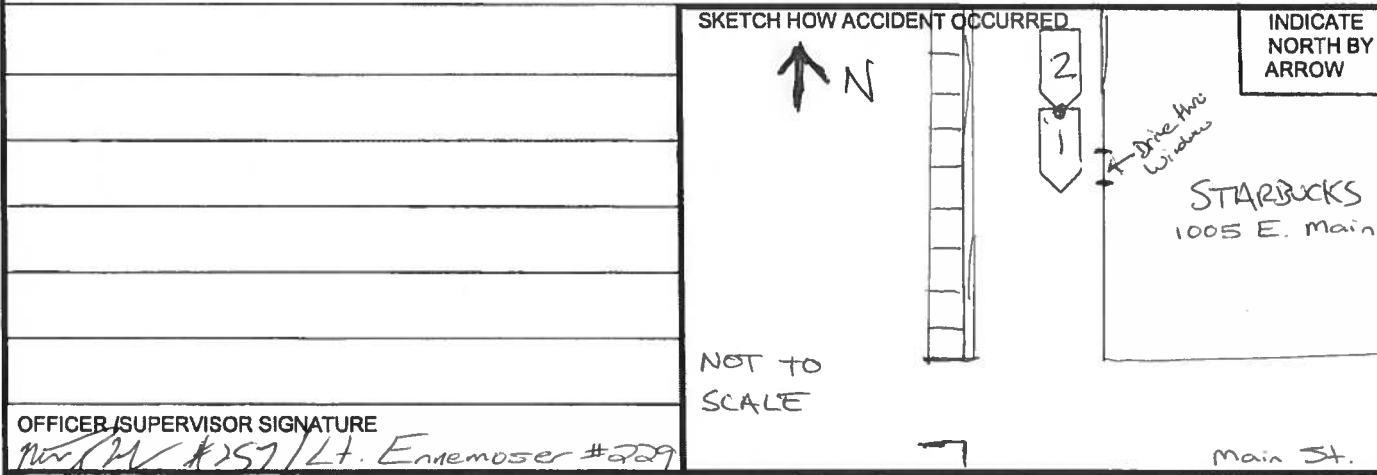 SKETCH HOW ACCIDENT OCCURRED
INDICATE
NORTH BY
ARROW
N
2
1
Drive thru
Window
STARBUCKS
1005 E. Main
NOT TO
SCALE
Main St.
OFFICER/SUPERVISOR SIGNATURE
#257/Lt. Ennemoser #229